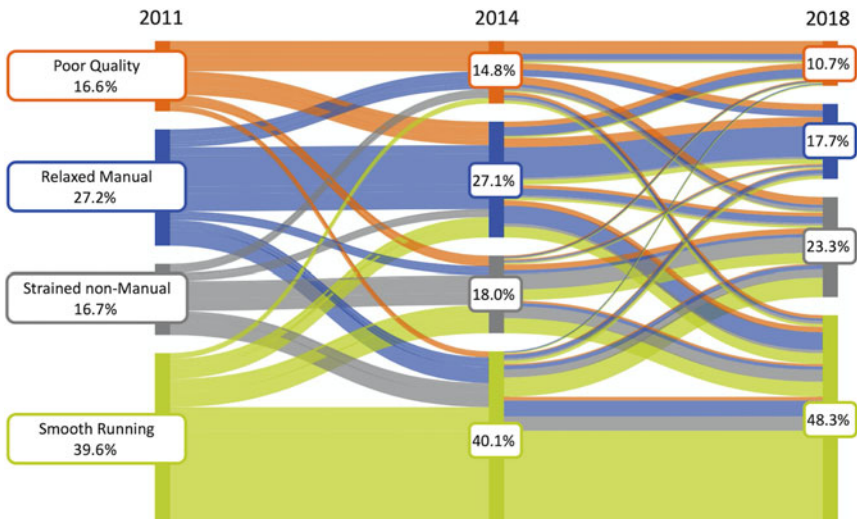 2011 2014 2018
Poor Quality
16.6%
14.8%
10.7%
Relaxed Manual
27.2%
27.1%
17.7%
Strained non-Manual
16.7%
18.0%
23.3%
Smooth Running
39.6%
40.1%
48.3%